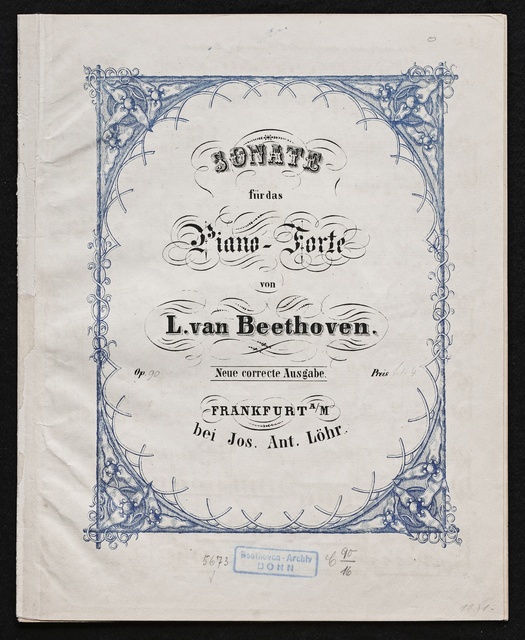 SONATE
für das
Piano-Forte
von
L. van Beethoven.
Op. 90
Neue correcte Ausgabe.
Preis
FRANKFURT A/M
bei Jos. Ant. Löhr.
5673
Beethoven-Archiv
BONN
C 90/16